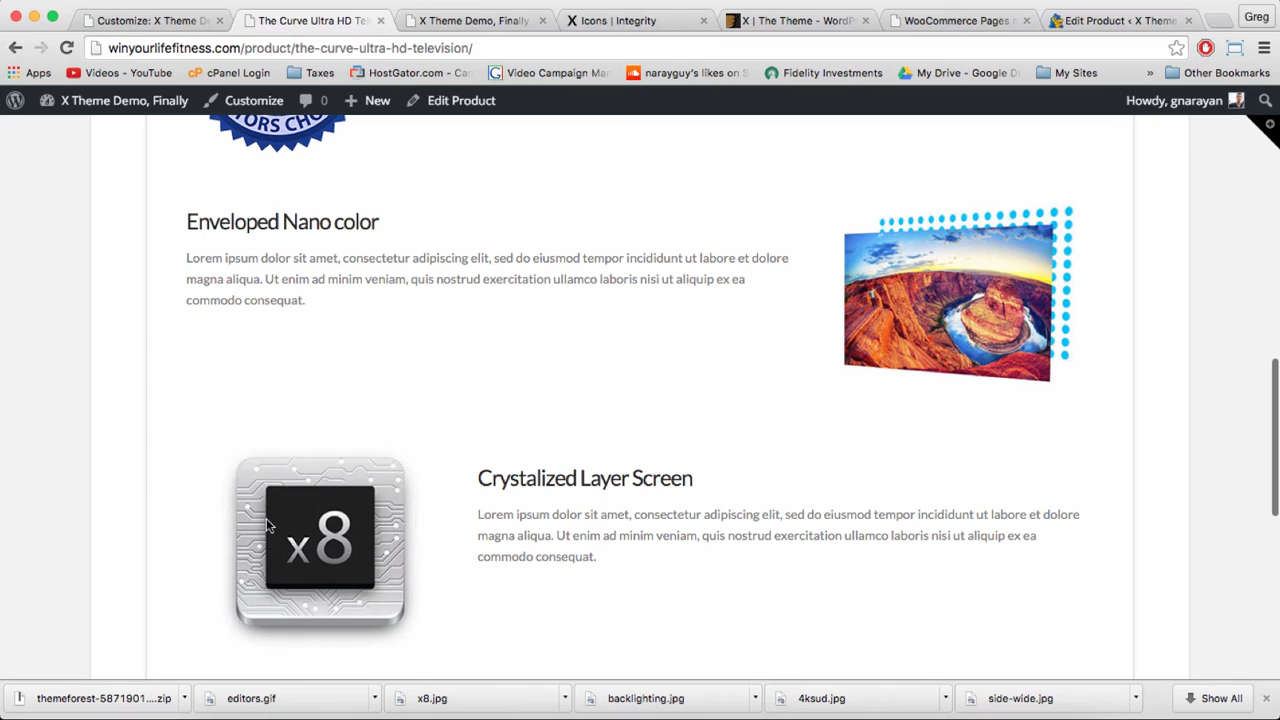 Customize: X Theme D
The Curve Ultra HD Tel
X Theme Demo, Finally
Icons | Integrity
X | The Theme - WordP
WooCommerce Pages n
Edit Product < X Theme
Greg
winyourlifefitness.com/product/the-curve-ultra-hd-television/
Apps
Videos - YouTube
cPanel Login
Taxes
HostGator.com - Ca
Video Campaign Ma
narayguy's likes on S
Fidelity Investments
My Drive - Google D
My Sites
»
Other Bookmarks
X Theme Demo, Finally
Customize
0
New
Edit Product
Howdy, gnarayan
TORS CHO
Enveloped Nano color
Lorem ipsum dolor sit amet, consectetur adipiscing elit, sed do eiusmod tempor incididunt ut labore et dolore
magna aliqua. Ut enim ad minim veniam, quis nostrud exercitation ullamco laboris nisi ut aliquip ex ea
commodo consequat.
x8
Crystalized Layer Screen
Lorem ipsum dolor sit amet, consectetur adipiscing elit, sed do eiusmod tempor incididunt ut labore et dolore
magna aliqua. Ut enim ad minim veniam, quis nostrud exercitation ullamco laboris nisi ut aliquip ex ea
commodo consequat.
themeforest-5871901....zip
editors.gif
x8.jpg
backlighting.jpg
4ksud.jpg
side-wide.jpg
Show All